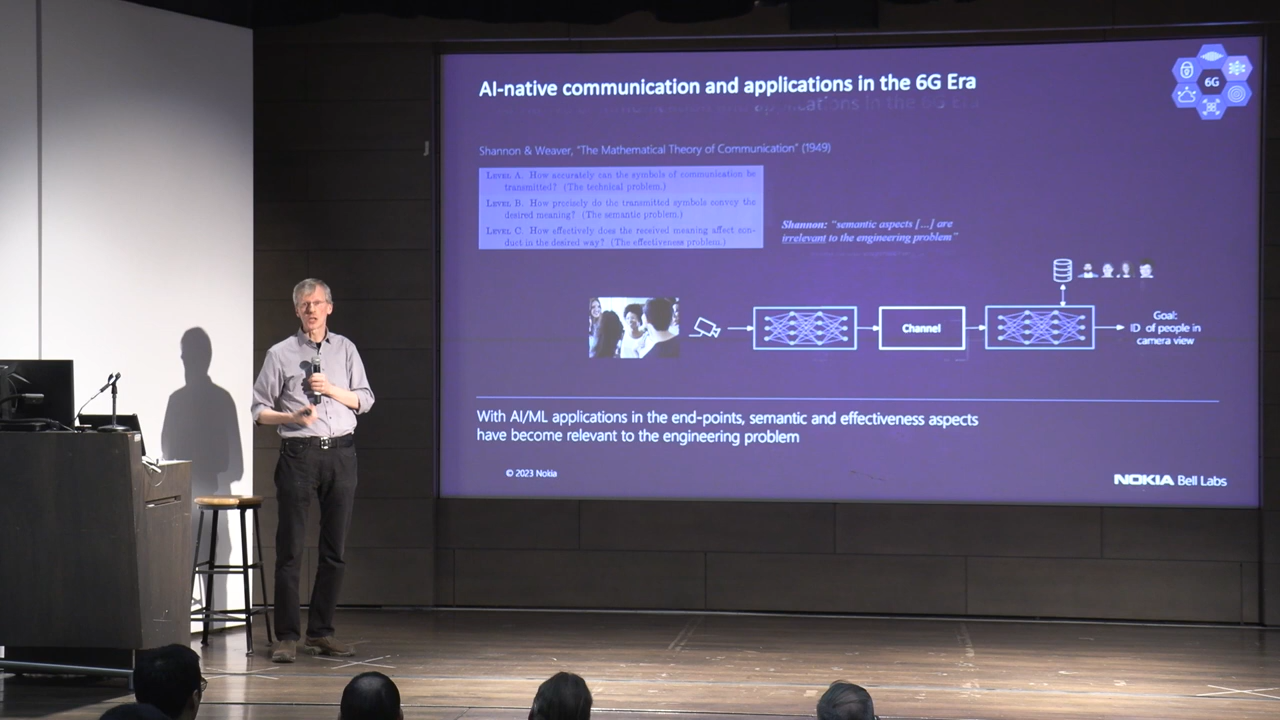 AI-native communication and applications in the 6G Era
6G
Shannon & Weaver, "The Mathematical Theory of Communication" (1949)
LEVEL A. How accurately can the symbols of communication be
transmitted? (The technical problem.)
LEVEL B. How precisely do the transmitted symbols convey the
desired meaning? (The semantic problem.)
LEVEL C. How effectively does the received meaning affect con-
duct in the desired way? (The effectiveness problem.)
Shannon: "semantic aspects [...] are
irrelevant to the engineering problem"
Channel
Goal:
ID of people in
camera view
With AI/ML applications in the end-points, semantic and effectiveness aspects
have become relevant to the engineering problem
© 2023 Nokia
NOKIA Bell Labs